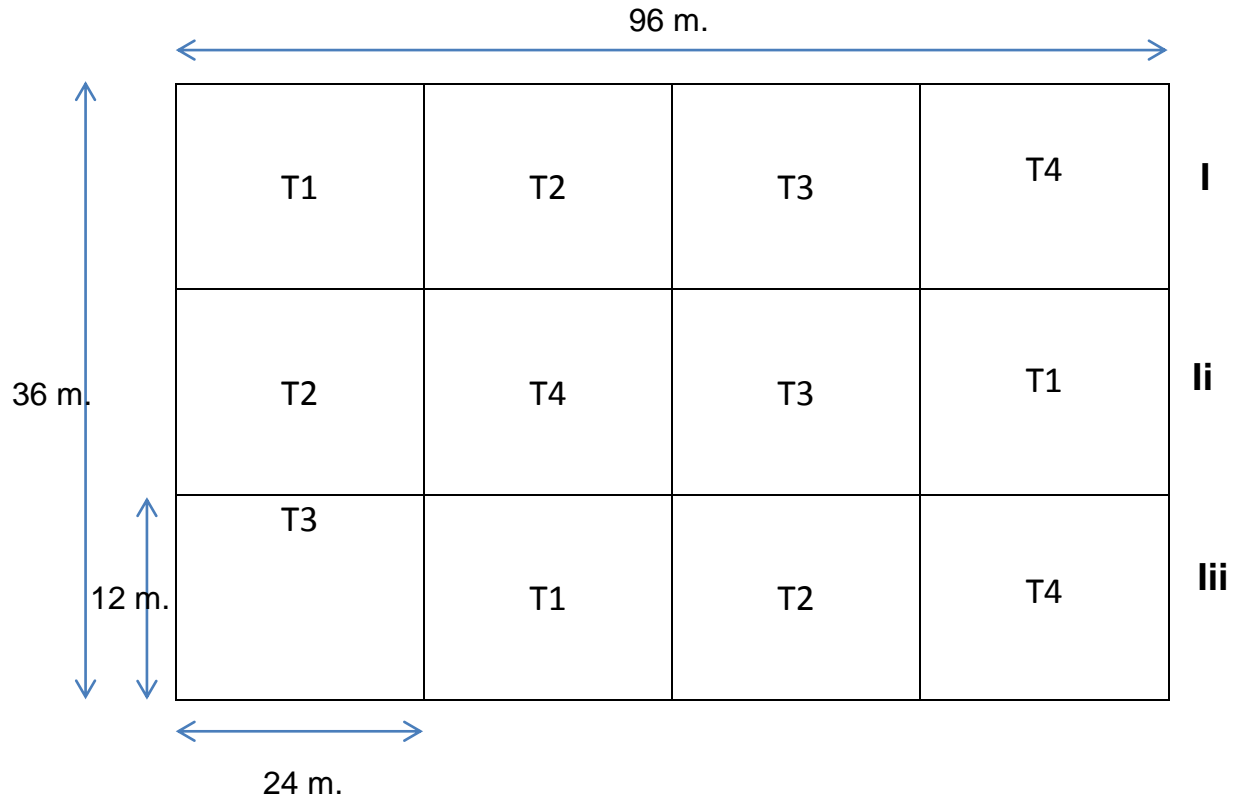 96 m.
T1 T2 T3 T4 I
36 m. T2 T4 T3 T1 Ii
T3
12 m. T1 T2 T4 Iii
24 m.